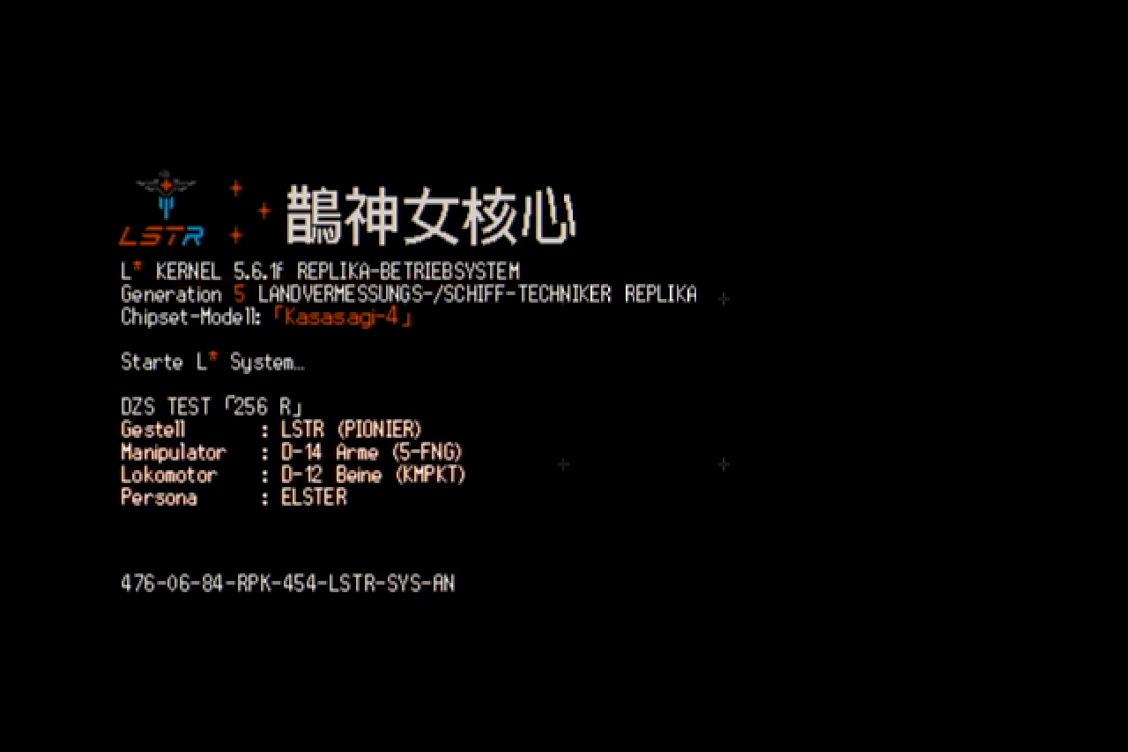 LSTR
鵲神女核心
L* KERNEL 5.6.1f REPLIKA-BETRIEBSYSTEM
Generation 5 LANDVERMESSUNGS-/SCHIFF-TECHNIKER REPLIKA
Chipset-Modell: 「Kasasagi-4」
Starte L* System…
DZS TEST 「256 R」
Gestell : LSTR (PIONIER)
Manipulator : D-14 Arme (5-FNG)
Lokomotor : D-12 Beine (KMPKT)
Persona : ELSTER
476-06-84-RPK-454-LSTR-SYS-AN